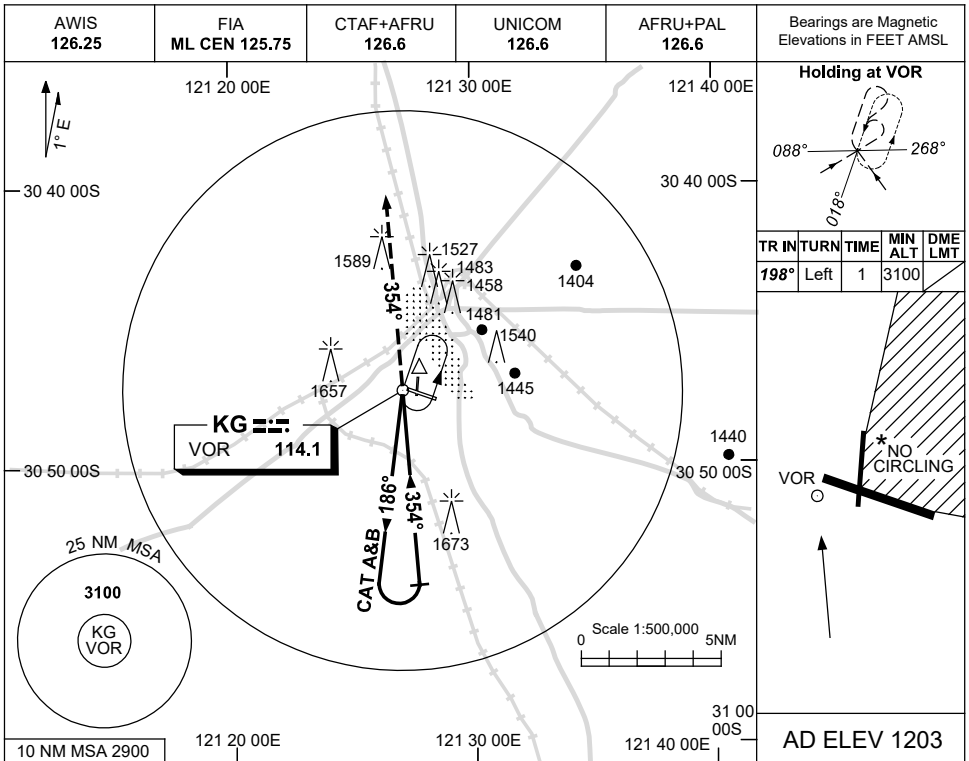 AWIS
126.25
FIA
ML CEN 125.75
CTAF+AFRU
126.6
UNICOM
126.6
AFRU+PAL
126.6
Bearings are Magnetic
Elevations in FEET AMSL
121 20 00E
121 30 00E
121 40 00E
1° E
30 40 00S
30 40 00S
Holding at VOR
088°
268°
018°
TR IN
TURN
TIME
MIN ALT
DME LMT
198°
Left
1
3100
1589
1527
1483
1458
1404
354°
1481
1540
1657
1445
KG
VOR 114.1
1440
30 50 00S
30 50 00S
186°
354°
1673
CAT A&B
VOR
*NO
CIRCLING
25 NM MSA
3100
KG
VOR
Scale 1:500,000
0
5NM
31 00
00S
10 NM MSA 2900
121 20 00E
121 30 00E
121 40 00E
AD ELEV 1203